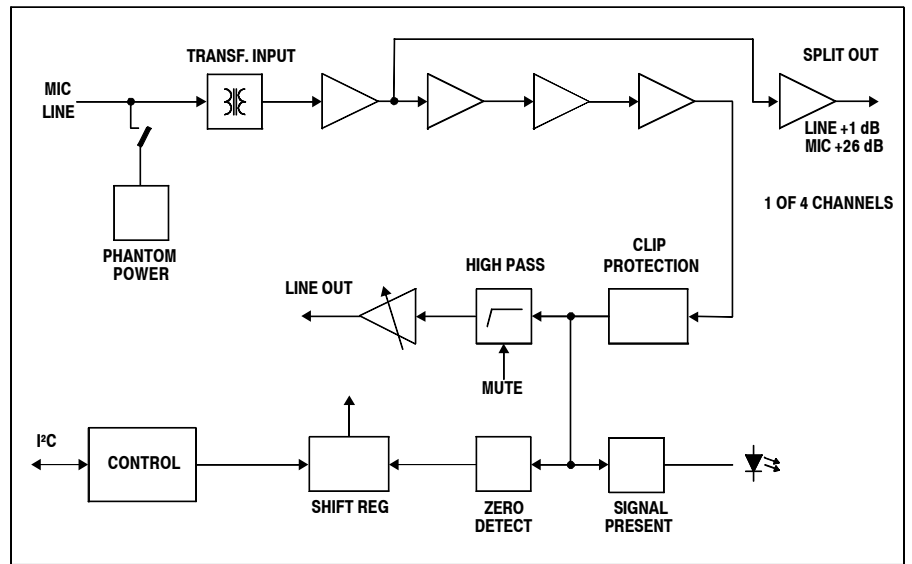 TRANSF. INPUT
SPLIT OUT
MIC
LINE
LINE +1 dB
MIC +26 dB
1 OF 4 CHANNELS
PHANTOM
POWER
CLIP
PROTECTION
HIGH PASS
LINE OUT
MUTE
I²C
CONTROL
SHIFT REG
ZERO
DETECT
SIGNAL
PRESENT